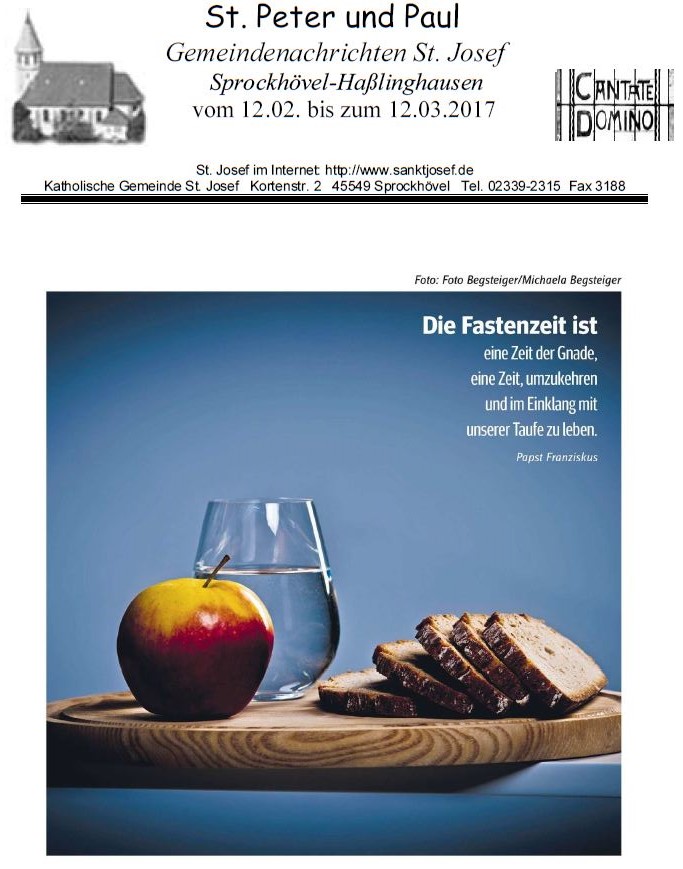 St. Peter und Paul
Gemeindenachrichten St. Josef
Sprockhövel-Haßlinghausen
vom 12.02. bis zum 12.03.2017
CANTATE
DOMINO
St. Josef im Internet: http://www.sanktjosef.de
Katholische Gemeinde St. Josef Kortenstr. 2 45549 Sprockhövel Tel. 02339-2315 Fax 3188
Foto: Foto Begsteiger/Michaela Begsteiger
Die Fastenzeit ist
eine Zeit der Gnade,
eine Zeit, umzukehren
und im Einklang mit
unserer Taufe zu leben.
Papst Franziskus